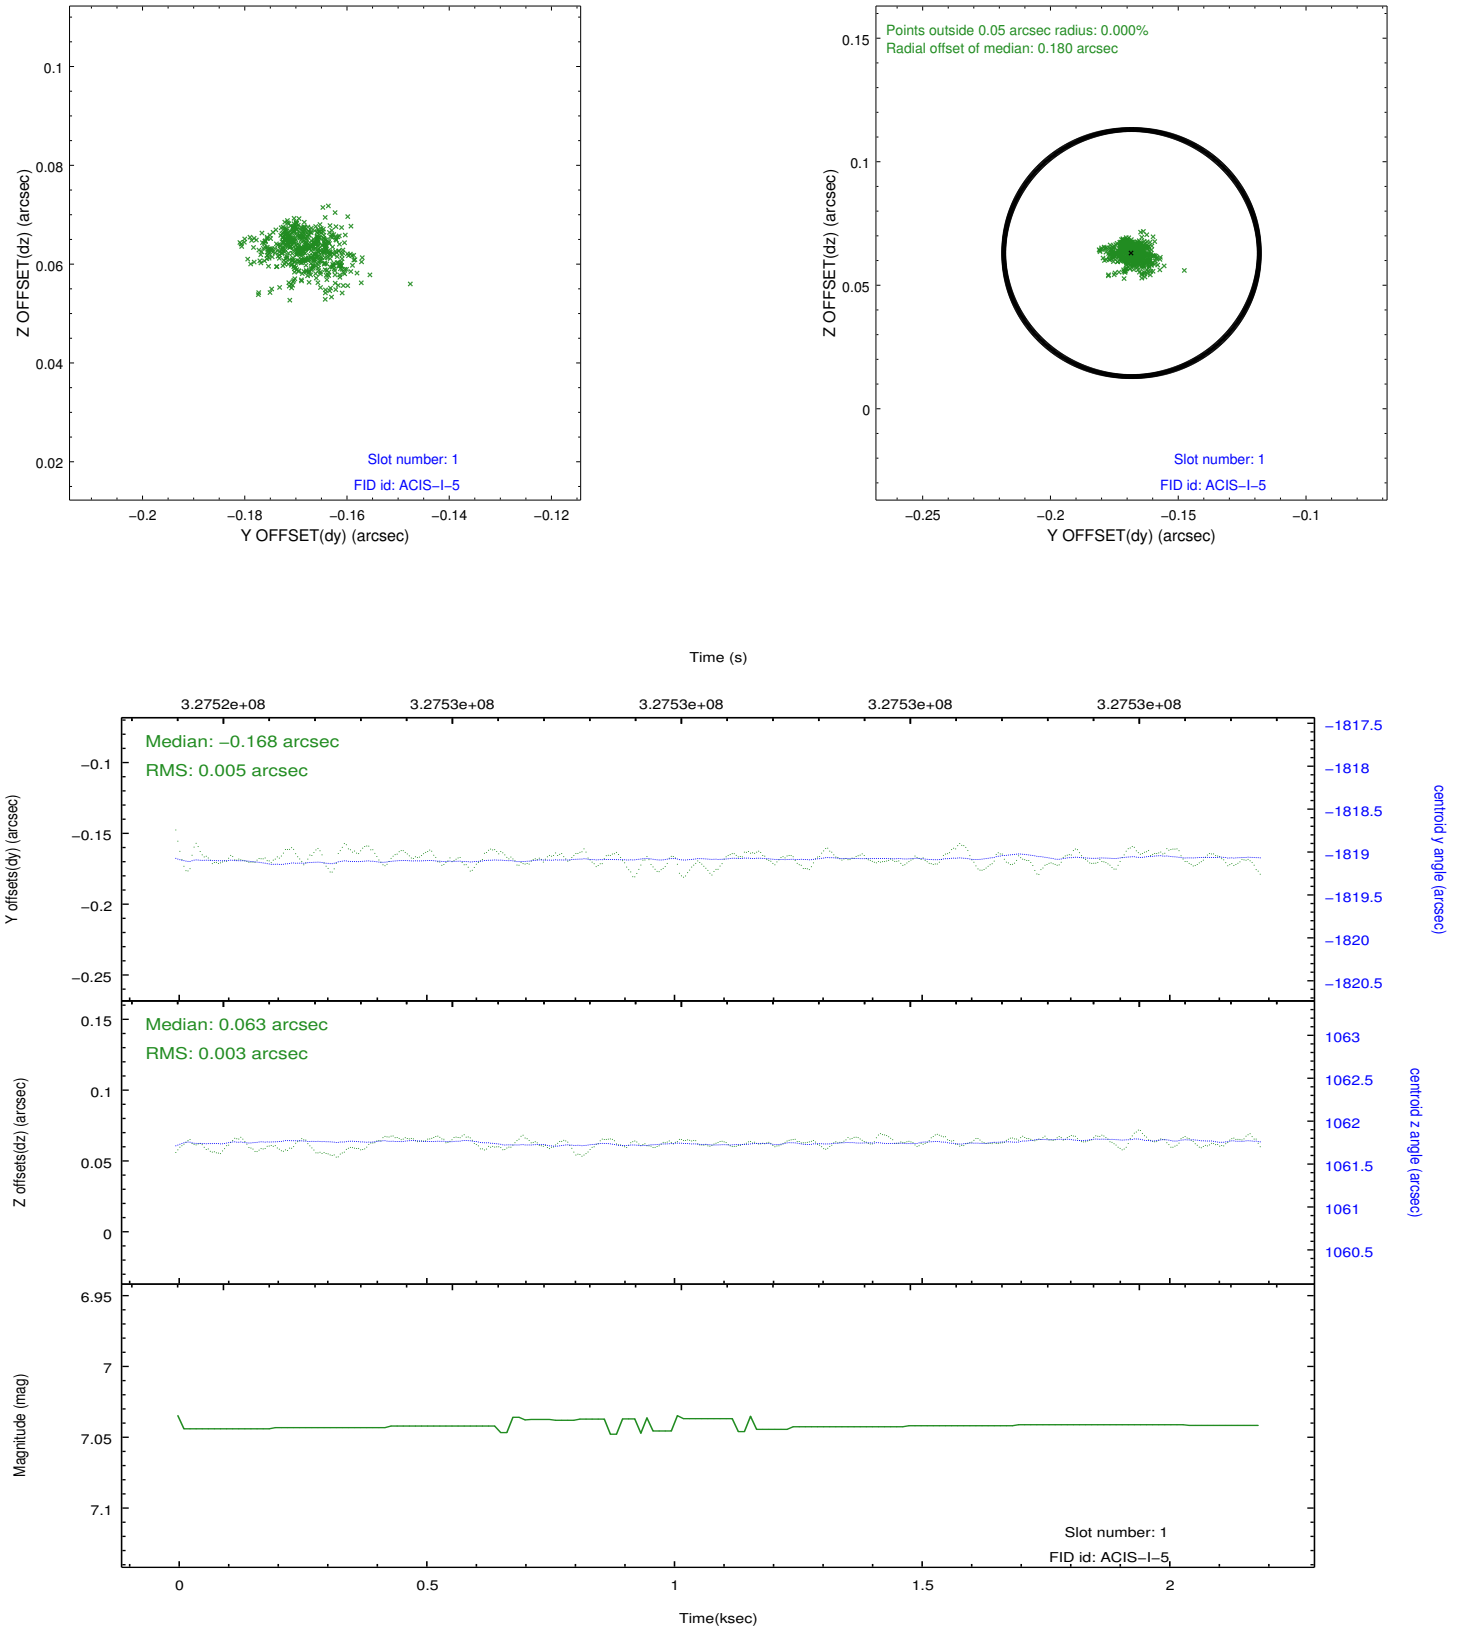 0.1
0.08
0.06
0.04
0.02
Z OFFSET(dz) (arcsec)
Slot number: 1
FID id: ACIS−I−5
−0.2 −0.18 −0.16 −0.14 −0.12
Y OFFSET(dy) (arcsec)
Points outside 0.05 arcsec radius: 0.000%
Radial offset of median: 0.180 arcsec
0.15
0.1
0.05
0
Z OFFSET(dz) (arcsec)
Slot number: 1
FID id: ACIS−I−5
−0.25 −0.2 −0.15 −0.1
Y OFFSET(dy) (arcsec)
Time (s)
3.2752e+08 3.2753e+08 3.2753e+08 3.2753e+08 3.2753e+08
Median: −0.168 arcsec
RMS: 0.005 arcsec
−0.1
−0.15
−0.2
−0.25
Y offsets(dy) (arcsec)
−1817.5
−1818
−1818.5
−1819
−1819.5
−1820
−1820.5
centroid y angle (arcsec)
Median: 0.063 arcsec
RMS: 0.003 arcsec
0.15
0.1
0.05
0
Z offsets(dz) (arcsec)
1063
1062.5
1062
1061.5
1061
1060.5
centroid z angle (arcsec)
6.95
7
7.05
7.1
Magnitude (mag)
Slot number: 1
FID id: ACIS−I−5
0 0.5 1 1.5 2
Time(ksec)